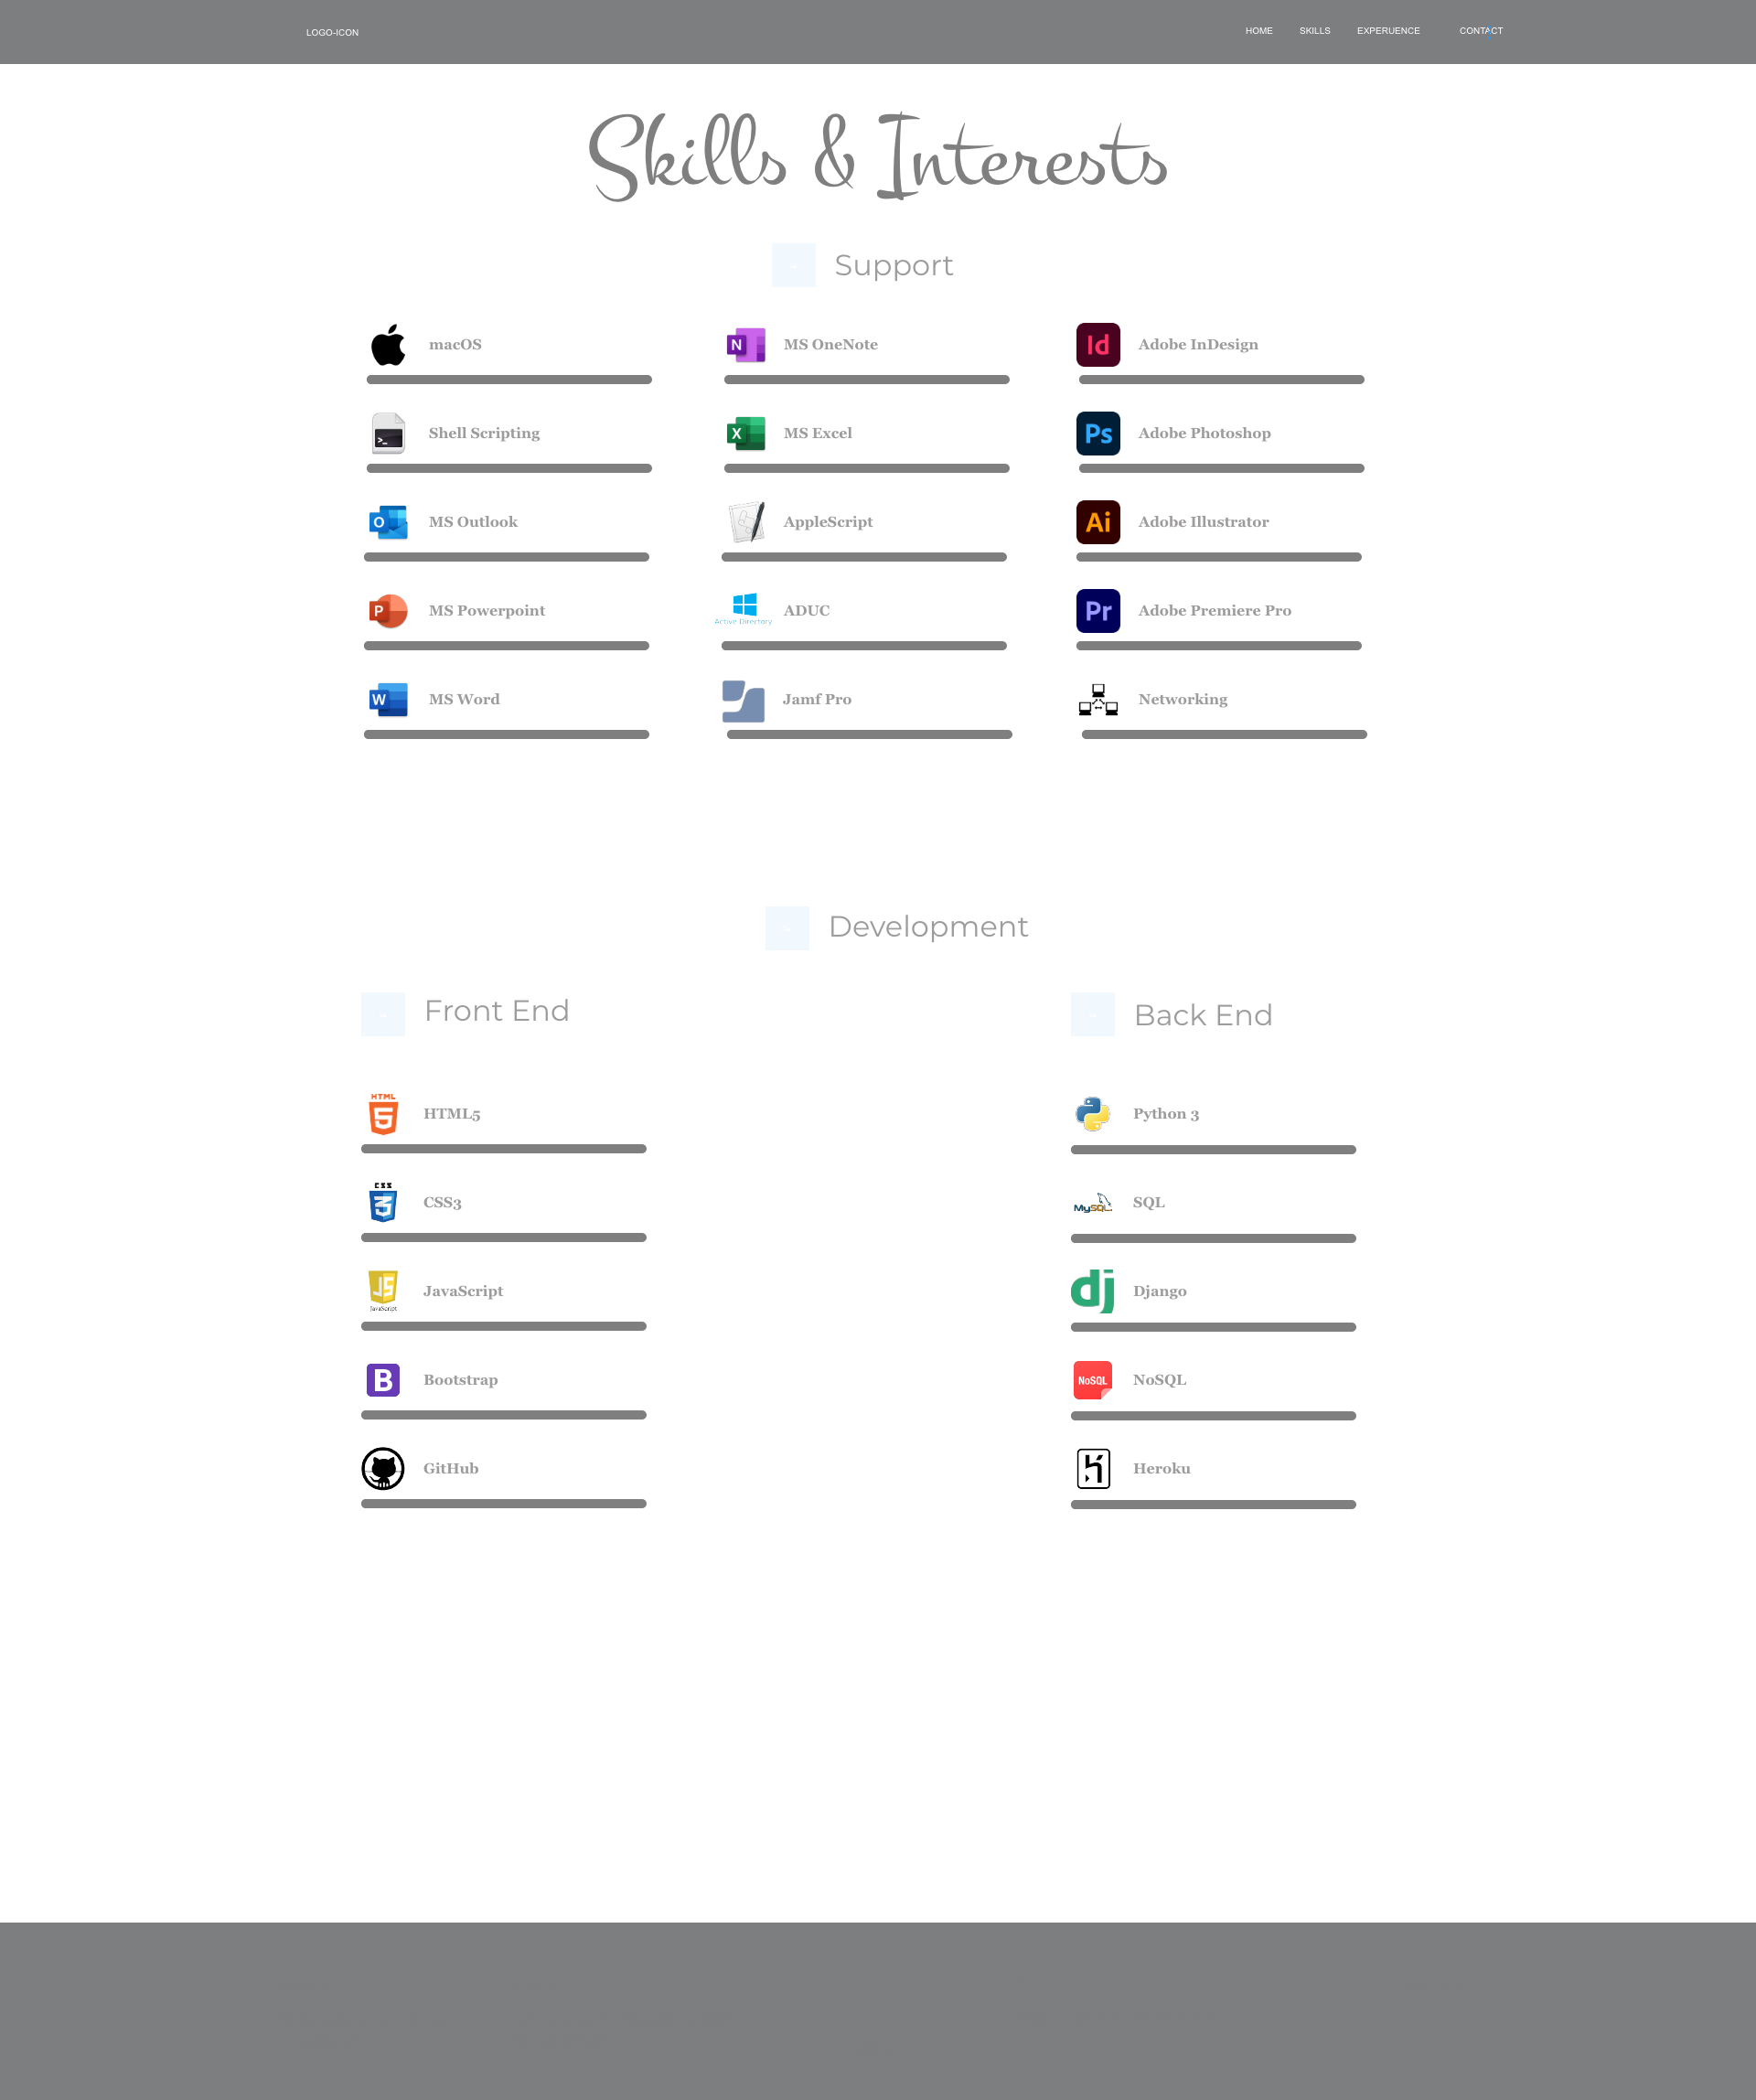 LOGO-ICON
HOME SKILLS EXPERUENCE CONTACT
Skills & Interests
Support
macOS
MS OneNote
Id
Adobe InDesign
>_
Shell Scripting
N
X
MS Excel
Ps
Adobe Photoshop
O
MS Outlook
AppleScript
Ai
Adobe Illustrator
P
MS Powerpoint
Active Directory
ADUC
Pr
Adobe Premiere Pro
W
MS Word
Jamf Pro
Networking
Development
Front End
Back End
HTML
5
HTML5
Python 3
CSS
3
CSS3
MySQL
SQL
JS
JavaScript
JavaScript
dj
Django
B
Bootstrap
NoSQL
NoSQL
GitHub
Heroku